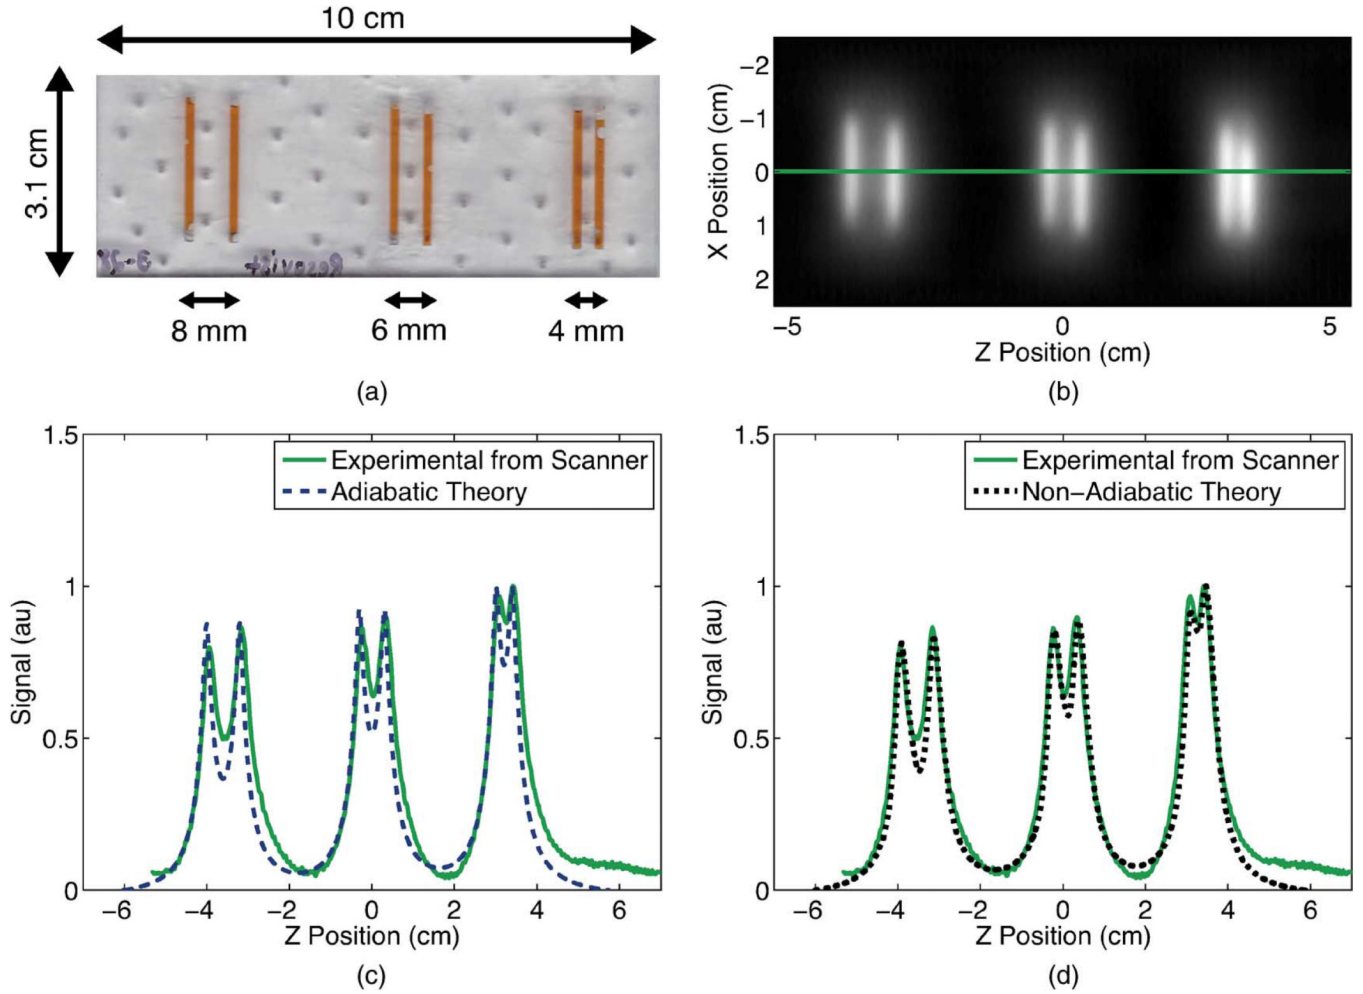 10 cm
3.1 cm
8 mm
6 mm
4 mm
(a)
X Position (cm)
−2
−1
0
1
2
−5
0
5
Z Position (cm)
(b)
Signal (au)
1.5
1
0.5
0
Experimental from Scanner
Adiabatic Theory
−6
−4
−2
0
2
4
6
Z Position (cm)
(c)
Signal (au)
1.5
1
0.5
0
Experimental from Scanner
Non−Adiabatic Theory
−6
−4
−2
0
2
4
6
Z Position (cm)
(d)